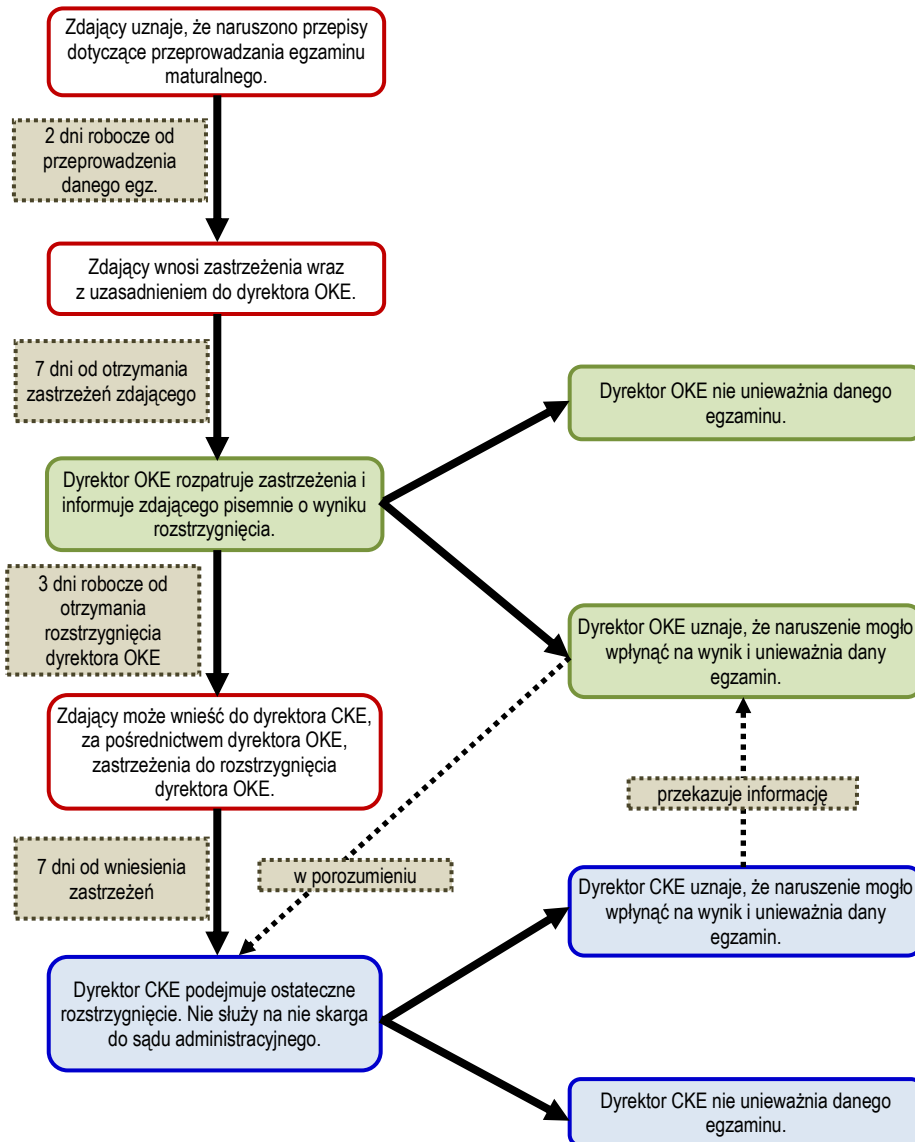 Zdający uznaje, że naruszono przepisy
dotyczące przeprowadzania egzaminu
maturalnego.
2 dni robocze od
przeprowadzenia
danego egz.
Zdający wnosi zastrzeżenia wraz
z uzasadnieniem do dyrektora OKE.
7 dni od otrzymania
zastrzeżeń zdającego
Dyrektor OKE nie unieważnia danego
egzaminu.
Dyrektor OKE rozpatruje zastrzeżenia i
informuje zdającego pisemnie o wyniku
rozstrzygnięcia.
3 dni robocze od
otrzymania
rozstrzygnięcia
dyrektora OKE
Dyrektor OKE uznaje, że naruszenie mogło
wpłynąć na wynik i unieważnia dany
egzamin.
Zdający może wnieść do dyrektora CKE,
za pośrednictwem dyrektora OKE,
zastrzeżenia do rozstrzygnięcia
dyrektora OKE.
przekazuje informację
7 dni od wniesienia
zastrzeżeń
w porozumieniu
Dyrektor CKE uznaje, że naruszenie mogło
wpłynąć na wynik i unieważnia dany
egzamin.
Dyrektor CKE podejmuje ostateczne
rozstrzygnięcie. Nie służy na nie skarga
do sądu administracyjnego.
Dyrektor CKE nie unieważnia danego
egzaminu.